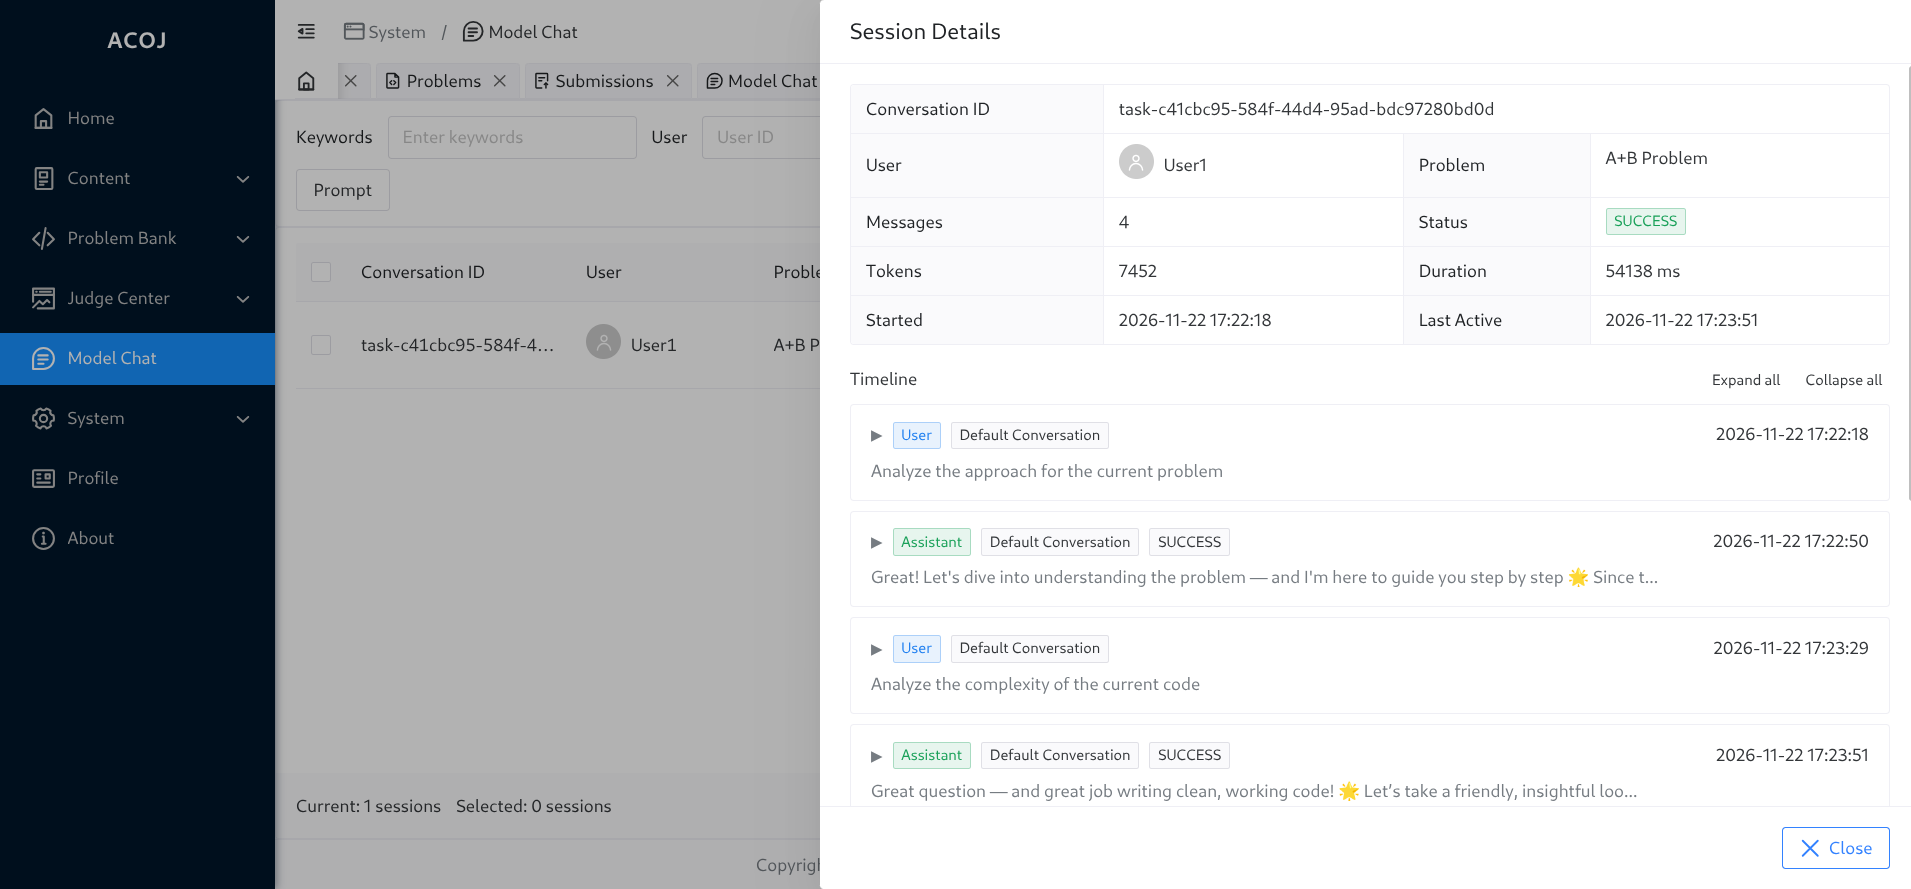 ACOJ
Home
Content
Problem Bank
Judge Center
Model Chat
System
Profile
About
System / Model Chat
Problems
Submissions
Model Chat
Keywords Enter keywords User User ID
Prompt
Conversation ID User Proble
task-c41cbc95-584f-4... User1 A+B P
Current: 1 sessions Selected: 0 sessions
Copyrig
Session Details
Conversation ID task-c41cbc95-584f-44d4-95ad-bdc97280bd0d
User User1 Problem A+B Problem
Messages 4 Status SUCCESS
Tokens 7452 Duration 54138 ms
Started 2026-11-22 17:22:18 Last Active 2026-11-22 17:23:51
Timeline Expand all Collapse all
User Default Conversation 2026-11-22 17:22:18
Analyze the approach for the current problem
Assistant Default Conversation SUCCESS 2026-11-22 17:22:50
Great! Let's dive into understanding the problem — and I'm here to guide you step by step 🌟 Since t...
User Default Conversation 2026-11-22 17:23:29
Analyze the complexity of the current code
Assistant Default Conversation SUCCESS 2026-11-22 17:23:51
Great question — and great job writing clean, working code! 🌟 Let’s take a friendly, insightful loo...
Close